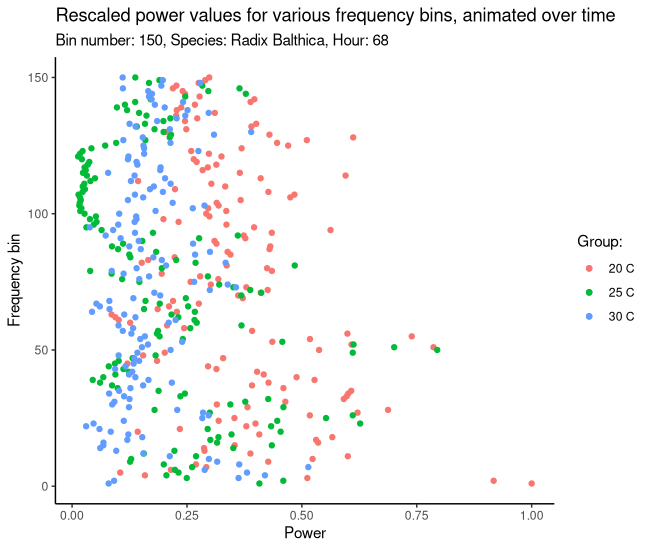 Rescaled power values for various frequency bins, animated over time
Bin number: 150, Species: Radix Balthica, Hour: 68
150
100
50
0
Frequency bin
0.00 0.25 0.50 0.75 1.00
Power
Group:
20 C
25 C
30 C